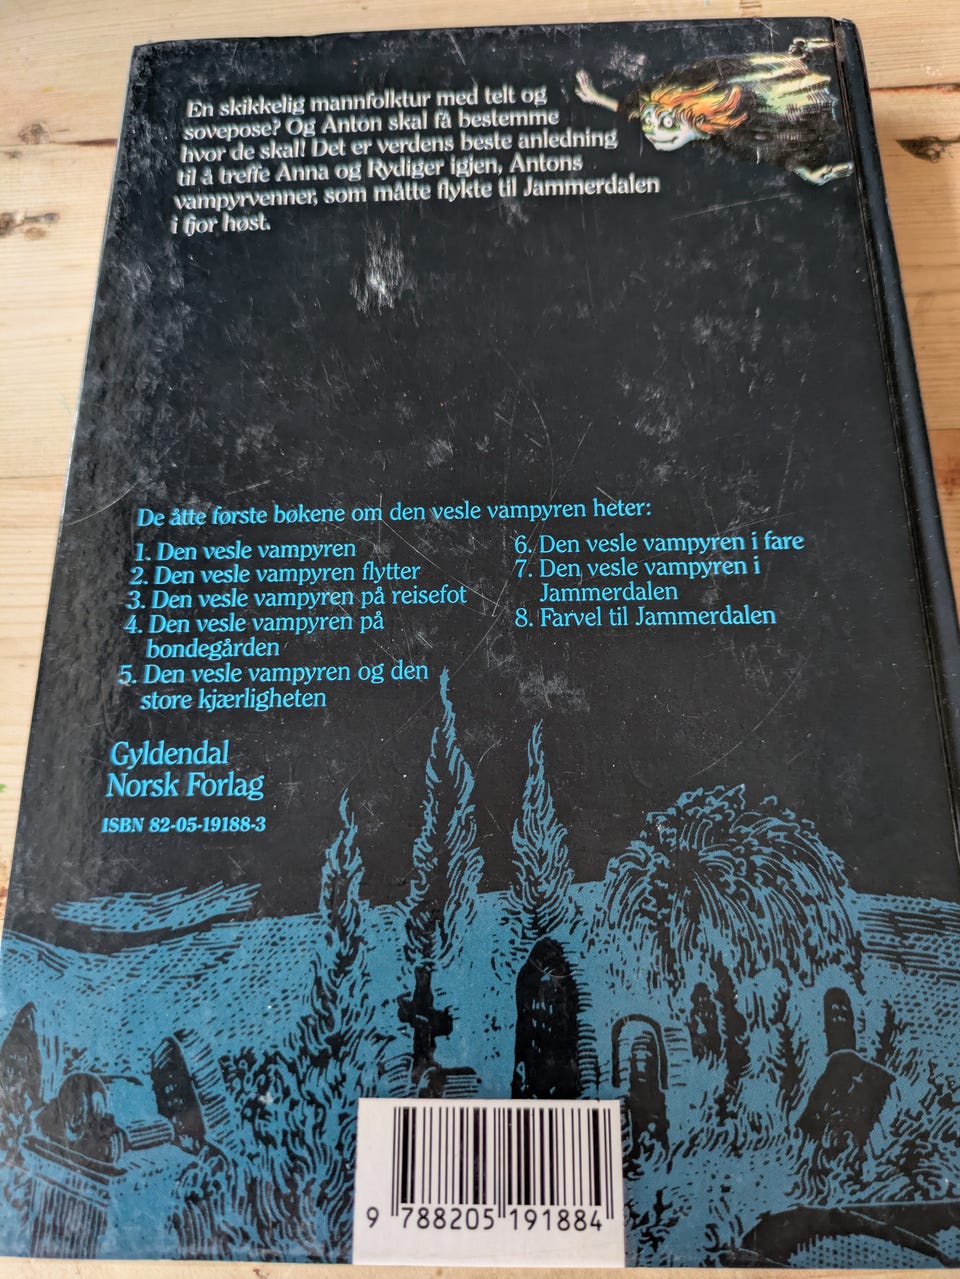 En skikkelig mannfolktur med telt og
sovepose? Og Anton skal få bestemme
hvor de skal! Det er verdens beste anledning
til å treffe Anna og Rydiger igjen, Antons
vampyrvenner, som måtte flykte til Jammerdalen
i fjor høst.
De åtte første bøkene om den vesle vampyren heter:
1. Den vesle vampyren
2. Den vesle vampyren flytter
3. Den vesle vampyren på reisefot
4. Den vesle vampyren på
bondegården
5. Den vesle vampyren og den
store kjærligheten
6. Den vesle vampyren i fare
7. Den vesle vampyren i
Jammerdalen
8. Farvel til Jammerdalen
Gyldendal
Norsk Forlag
ISBN 82-05-19188-3
9 788205 191884